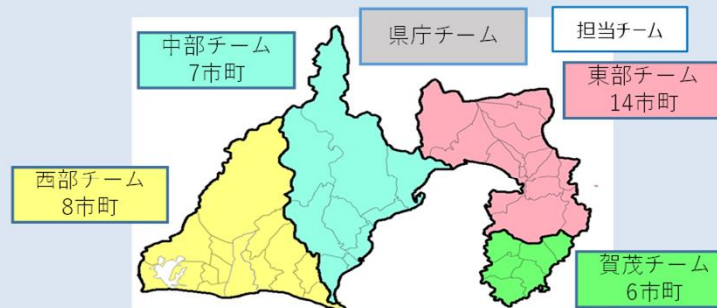 県庁チーム
担当チーム
中部チーム
7市町
東部チーム
14市町
西部チーム
8市町
賀茂チーム
6市町